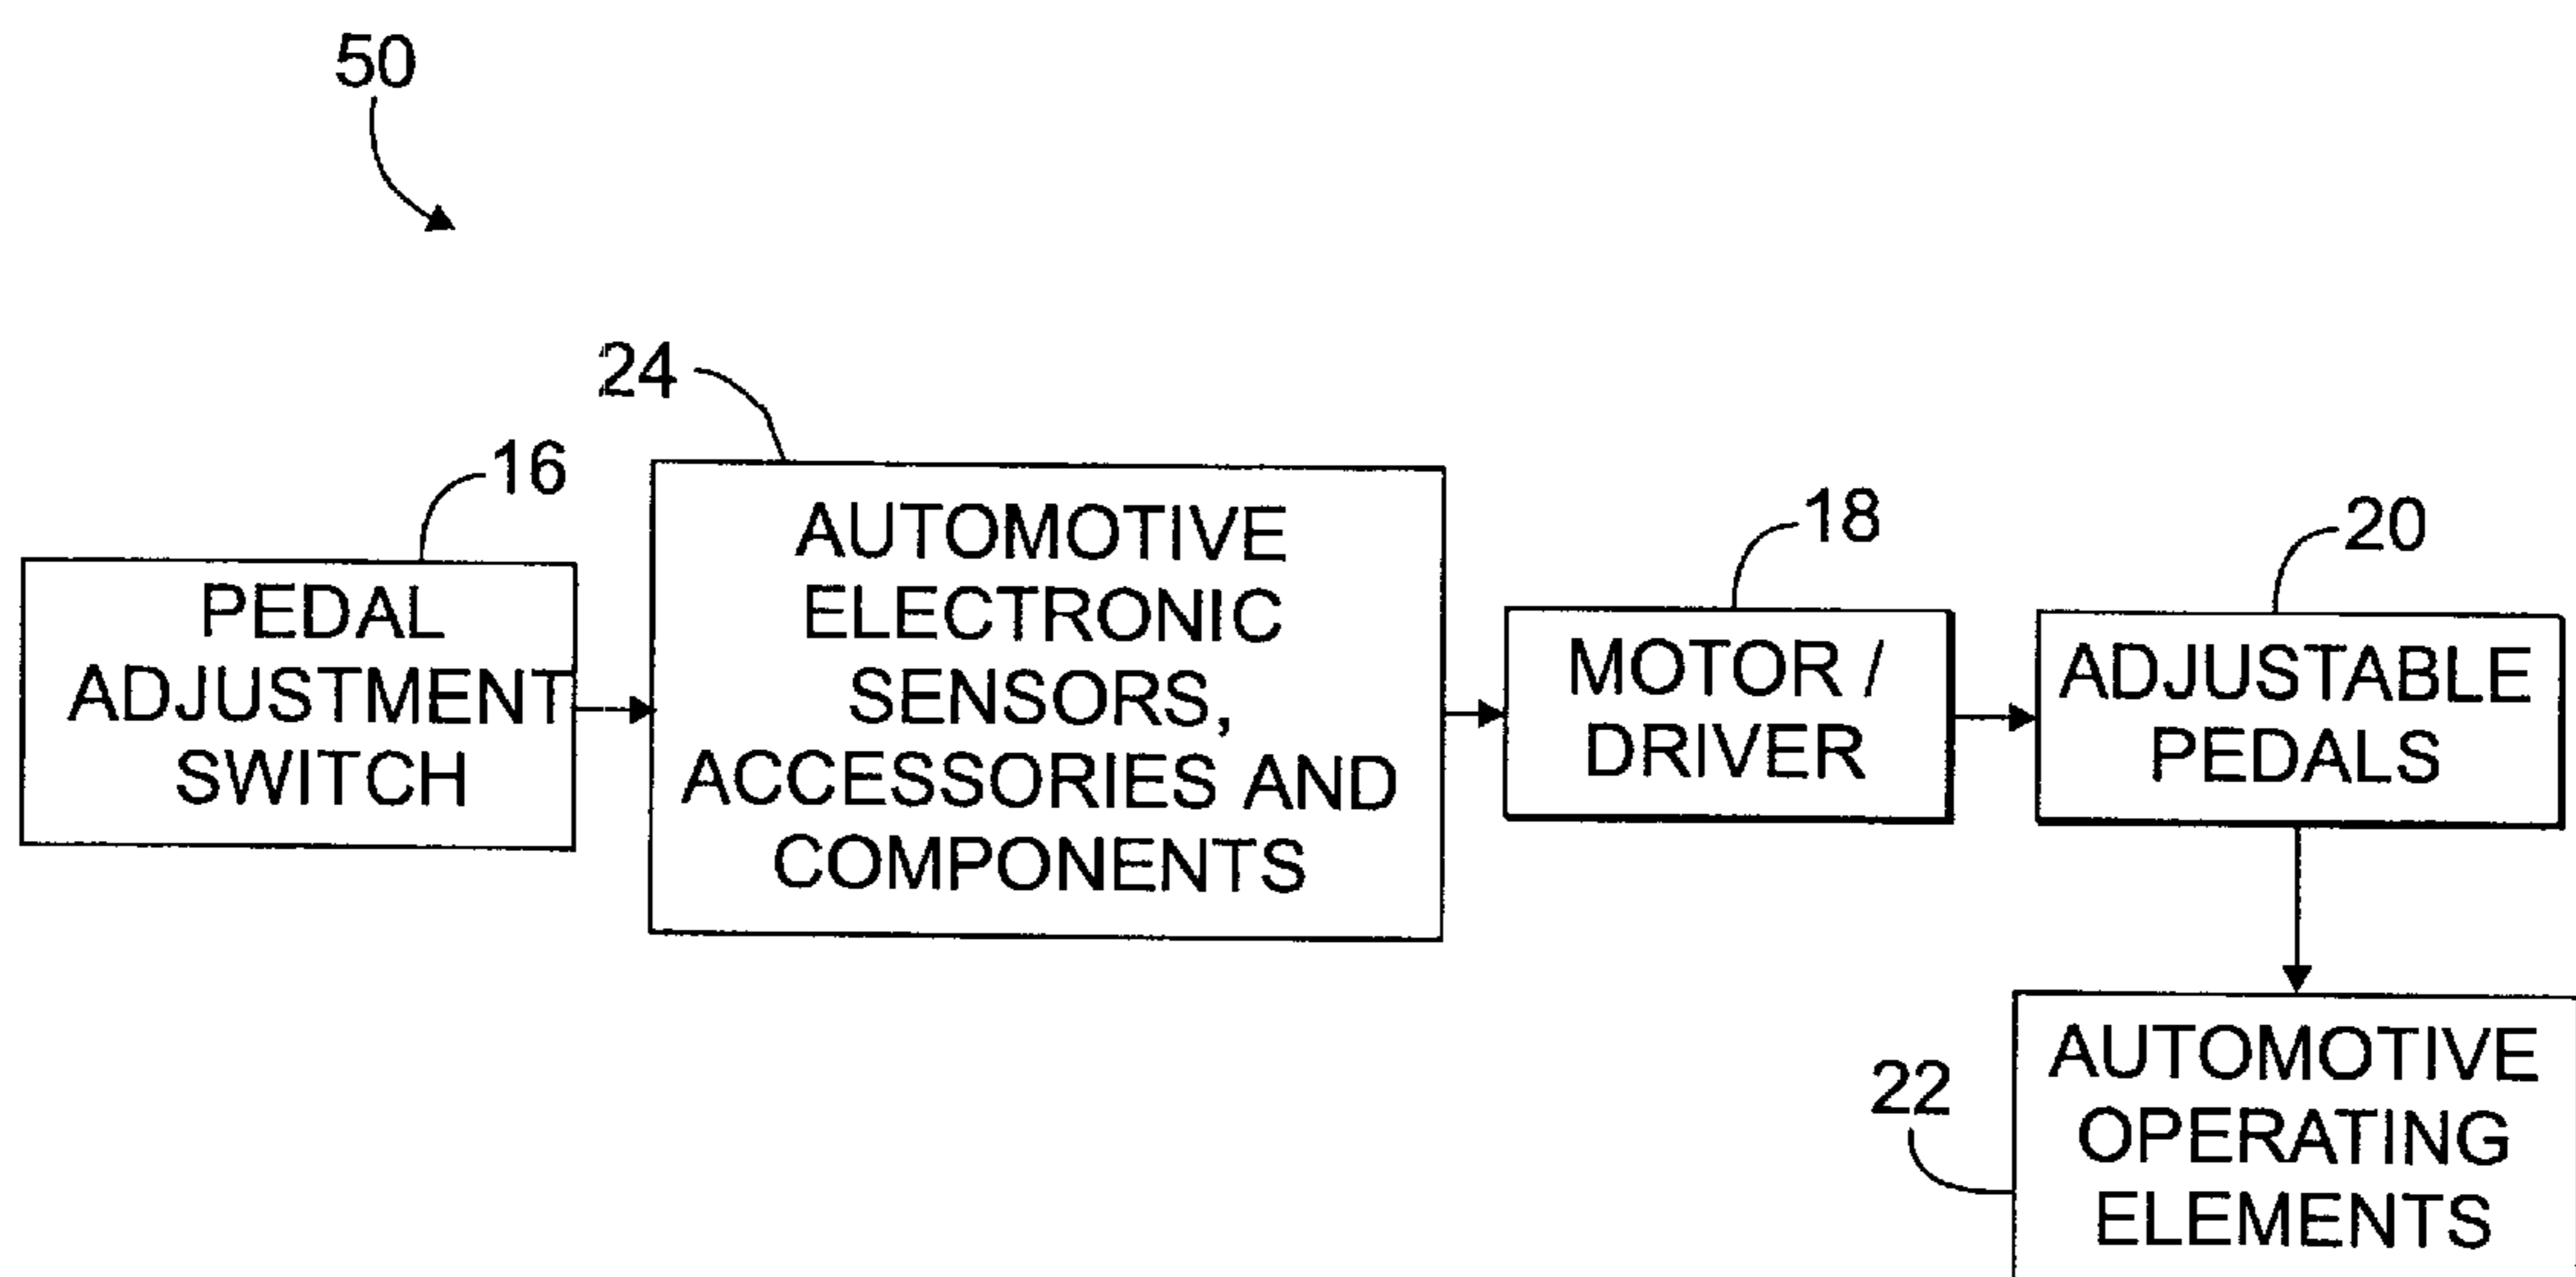 50
24
16
18
20
PEDAL
ADJUSTMENT
SWITCH
AUTOMOTIVE
ELECTRONIC
SENSORS,
ACCESSORIES AND
COMPONENTS
MOTOR /
DRIVER
ADJUSTABLE
PEDALS
22
AUTOMOTIVE
OPERATING
ELEMENTS